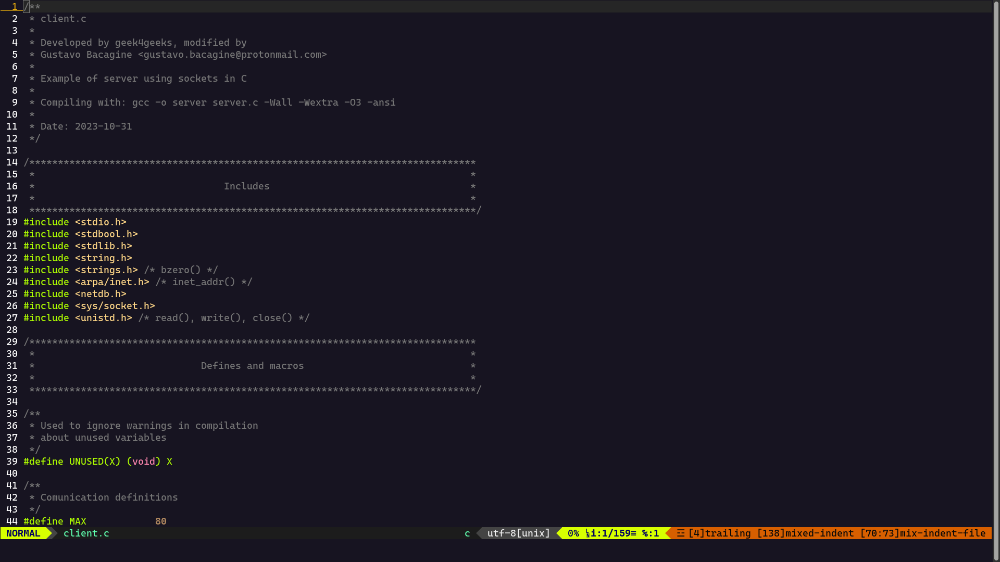 1 /**
2  * client.c
3  *
4  * Developed by geek4geeks, modified by
5  * Gustavo Bacagine <gustavo.bacagine@protonmail.com>
6  *
7  * Example of server using sockets in C
8  *
9  * Compiling with: gcc -o server server.c -Wall -Wextra -O3 -ansi
10  *
11  * Date: 2023-10-31
12  */
13
14 /******************************************************************************
15  *                                                                            *
16  *                                 Includes                                   *
17  *                                                                            *
18  ******************************************************************************/
19 #include <stdio.h>
20 #include <stdbool.h>
21 #include <stdlib.h>
22 #include <string.h>
23 #include <strings.h> /* bzero() */
24 #include <arpa/inet.h> /* inet_addr() */
25 #include <netdb.h>
26 #include <sys/socket.h>
27 #include <unistd.h> /* read(), write(), close() */
28
29 /******************************************************************************
30  *                                                                            *
31  *                             Defines and macros                             *
32  *                                                                            *
33  ******************************************************************************/
34
35 /**
36  * Used to ignore warnings in compilation
37  * about unused variables
38  */
39 #define UNUSED(X) (void) X
40
41 /**
42  * Comunication definitions
43  */
44 #define MAX            80
NORMAL client.c c utf-8[unix] 0% ␤i:1/159≡ ℅:1 ☲[4]trailing [138]mixed-indent [70:73]mix-indent-file